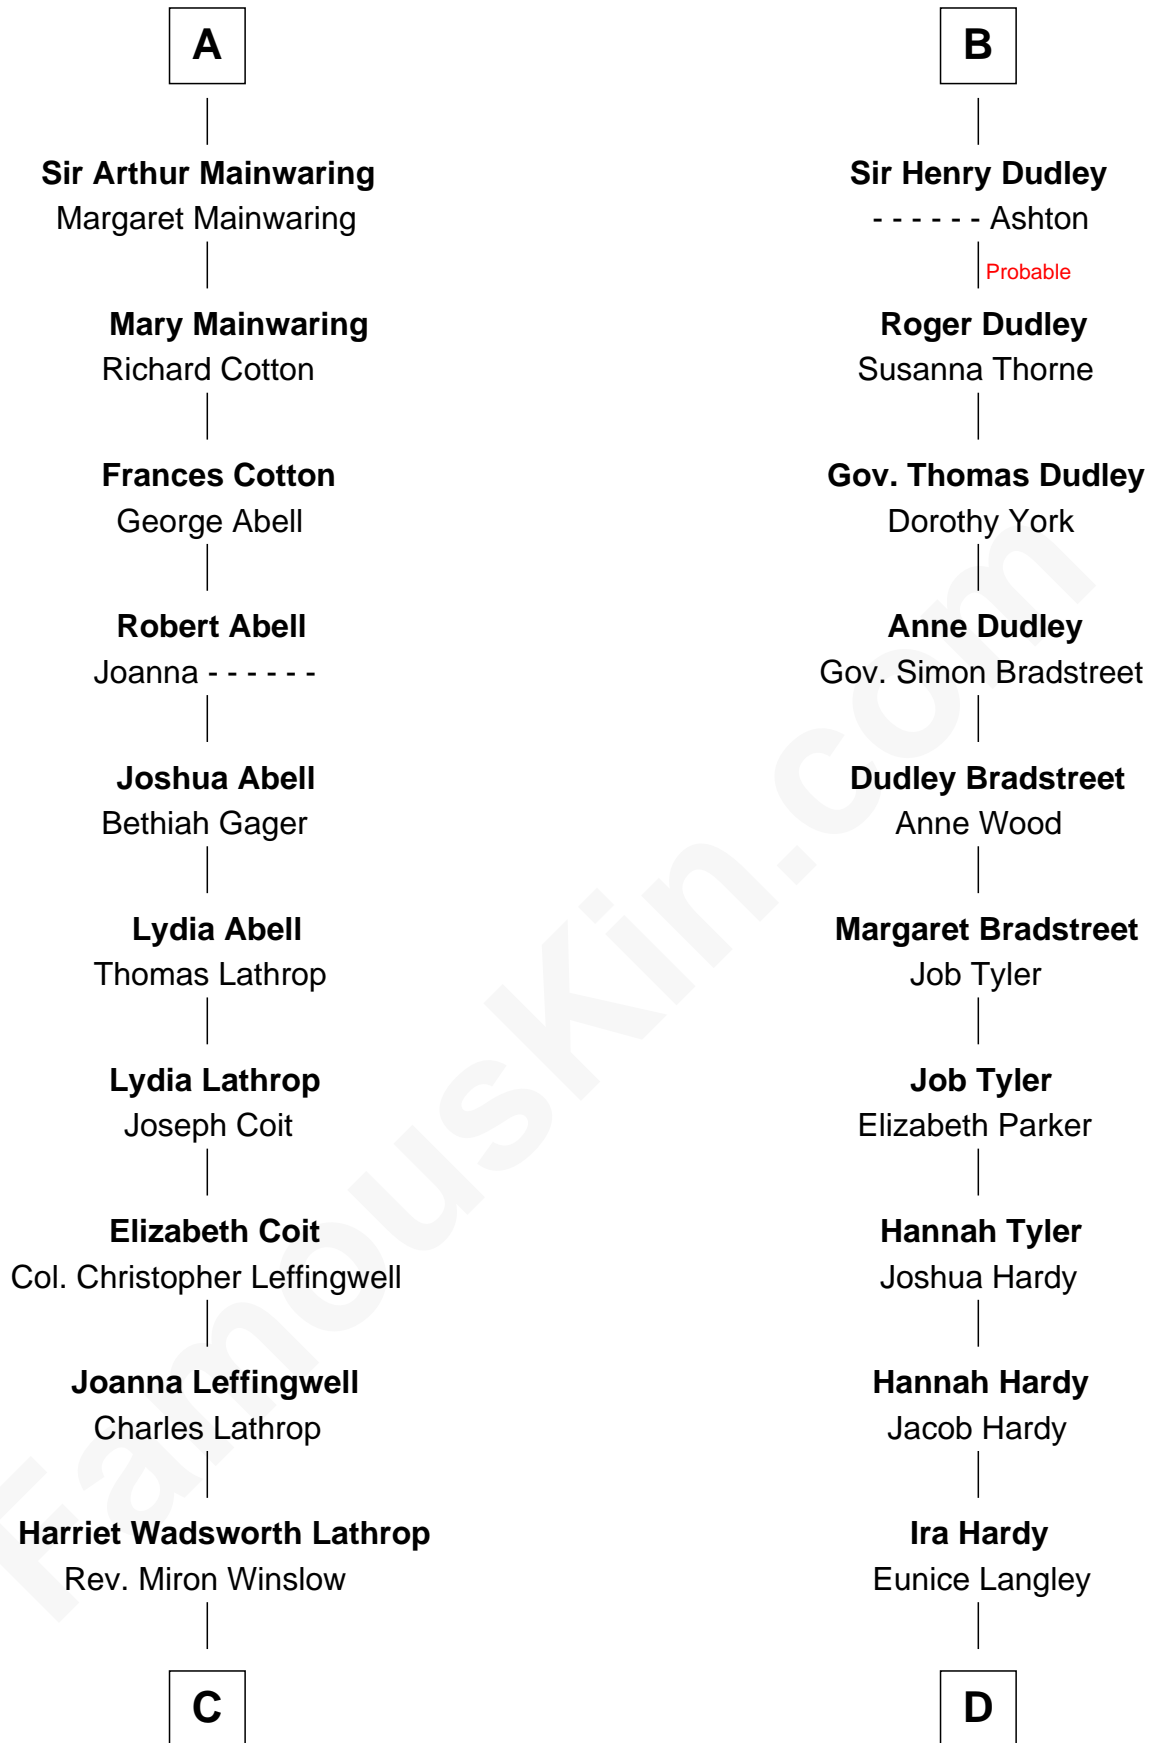 A
Sir Arthur Mainwaring
Margaret Mainwaring
Mary Mainwaring
Richard Cotton
Frances Cotton
George Abell
Robert Abell
Joanna - - - - - -
Joshua Abell
Bethiah Gager
Lydia Abell
Thomas Lathrop
Lydia Lathrop
Joseph Coit
Elizabeth Coit
Col. Christopher Leffingwell
Joanna Leffingwell
Charles Lathrop
Harriet Wadsworth Lathrop
Rev. Miron Winslow
C
B
Sir Henry Dudley
- - - - - - Ashton
Probable
Roger Dudley
Susanna Thorne
Gov. Thomas Dudley
Dorothy York
Anne Dudley
Gov. Simon Bradstreet
Dudley Bradstreet
Anne Wood
Margaret Bradstreet
Job Tyler
Job Tyler
Elizabeth Parker
Hannah Tyler
Joshua Hardy
Hannah Hardy
Jacob Hardy
Ira Hardy
Eunice Langley
D
FamousKin.com